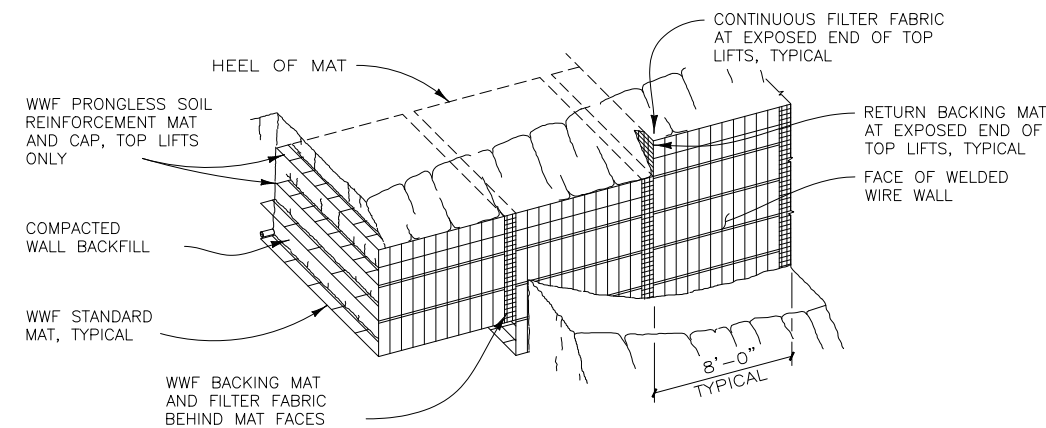 CONTINUOUS FILTER FABRIC
AT EXPOSED END OF TOP
LIFTS, TYPICAL
HEEL OF MAT
WWF PRONGLESS SOIL
REINFORCEMENT MAT
AND CAP, TOP LIFTS
ONLY
RETURN BACKING MAT
AT EXPOSED END OF
TOP LIFTS, TYPICAL
FACE OF WELDED
WIRE WALL
COMPACTED
WALL BACKFILL
WWF STANDARD
MAT, TYPICAL
8'-0"
TYPICAL
WWF BACKING MAT
AND FILTER FABRIC
BEHIND MAT FACES